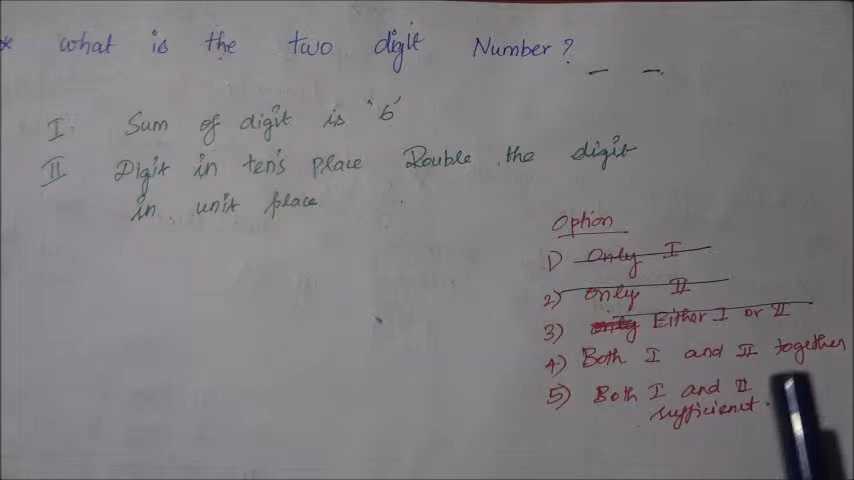 * what is the two digit Number? _ _
I. Sum of digit is '6'
II Digit in ten's place Double the digit
in unit place
Option
1) Only I
2) only II
3) only Either I or II
4) Both I and II together
5) Both I and II
sufficient.